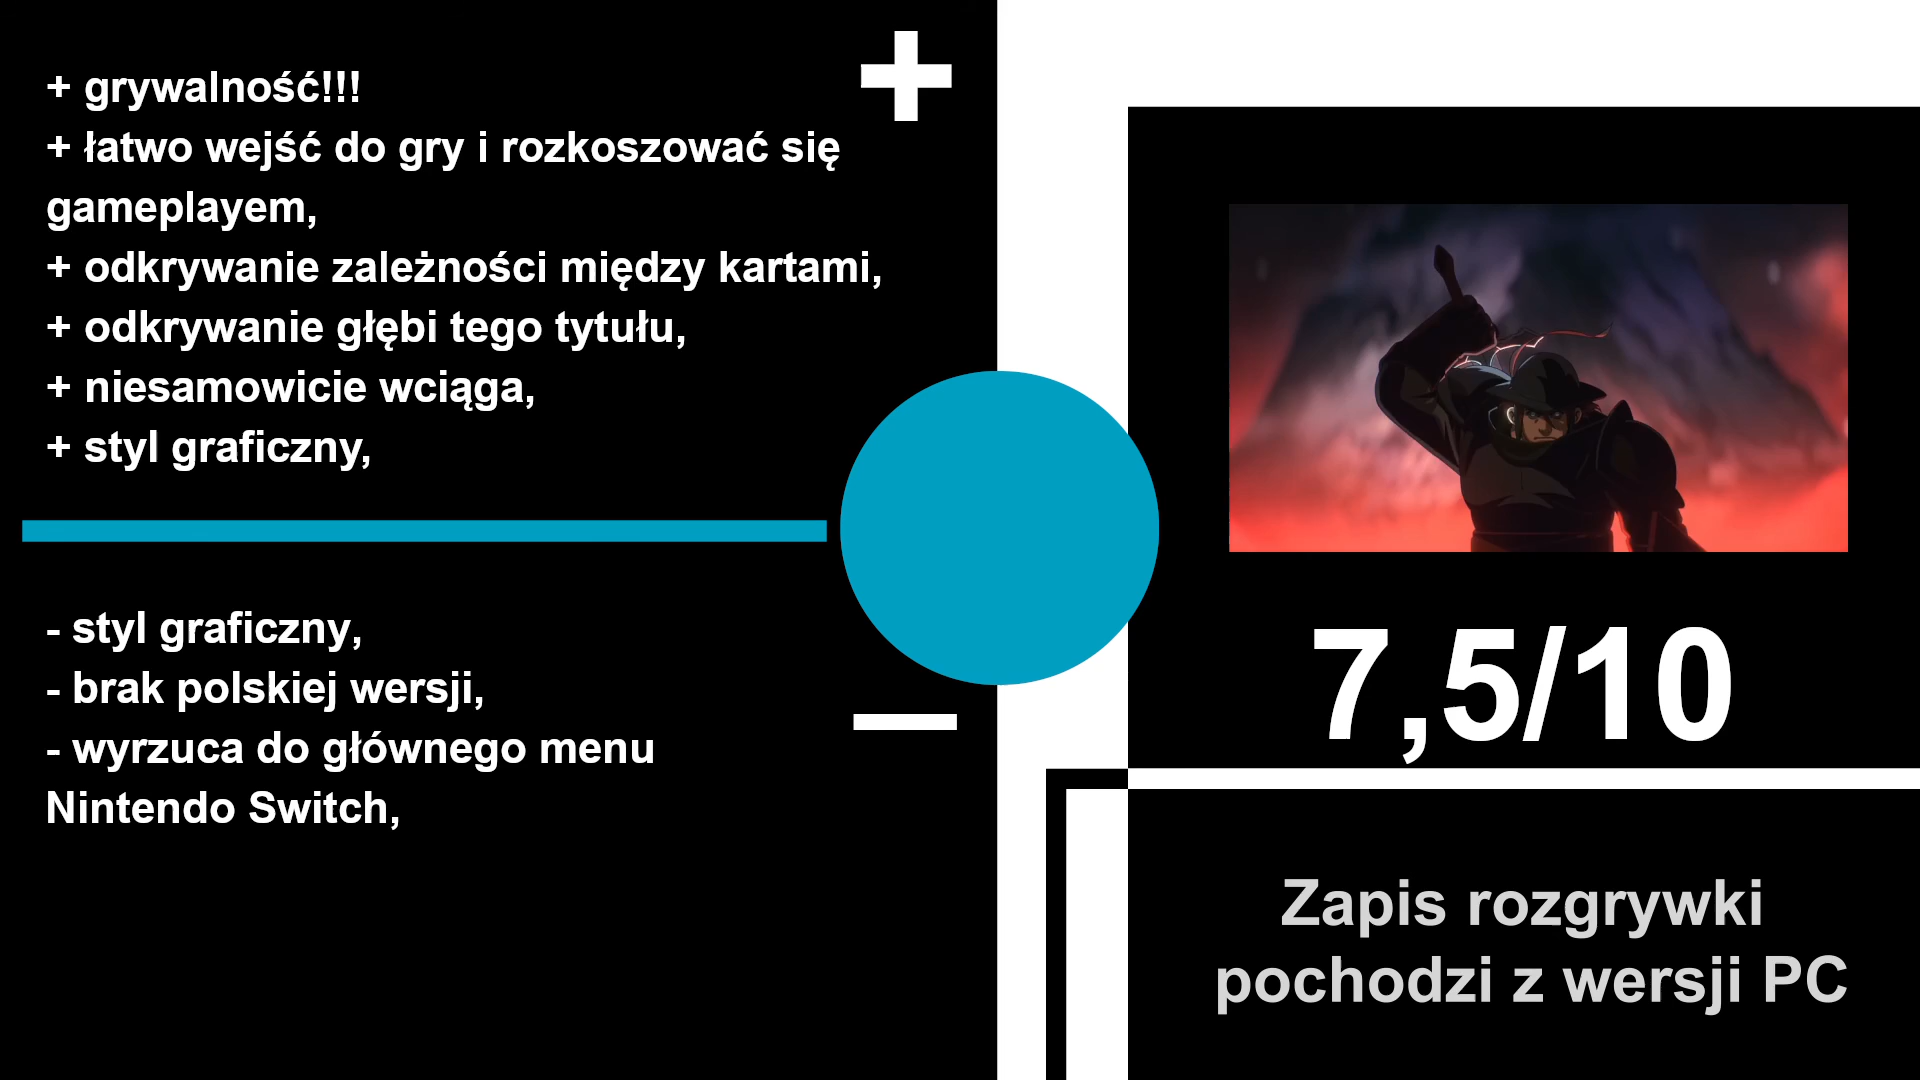 + grywalność!!!
+ łatwo wejść do gry i rozkoszować się
gameplayem,
+ odkrywanie zależności między kartami,
+ odkrywanie głębi tego tytułu,
+ niesamowicie wciąga,
+ styl graficzny,
- styl graficzny,
- brak polskiej wersji,
- wyrzuca do głównego menu
Nintendo Switch,
7,5/10
Zapis rozgrywki
pochodzi z wersji PC